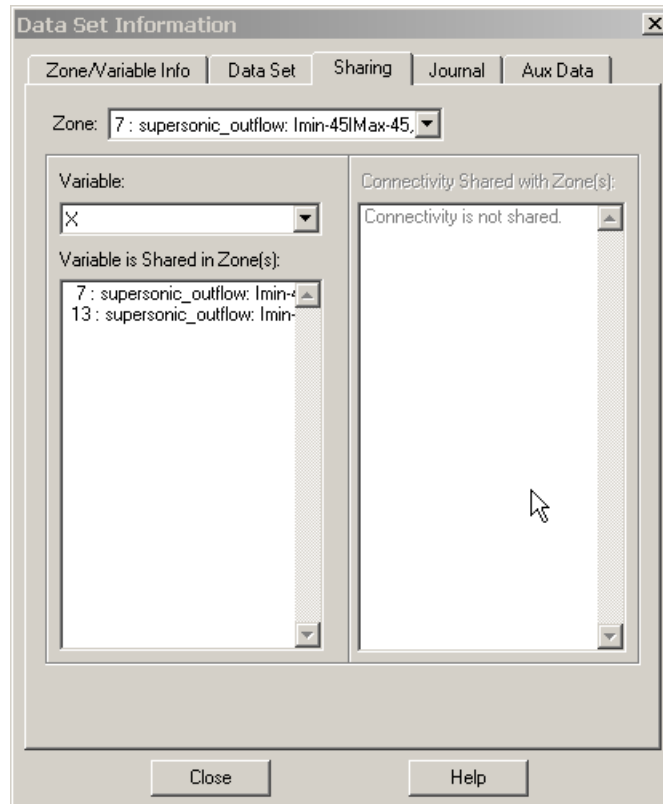 Data Set Information
Zone/Variable Info Data Set Sharing Journal Aux Data
Zone: 7 : supersonic_outflow: Imin-45IMax-45,
Variable:
X
Variable is Shared in Zone(s):
7 : supersonic_outflow: Imin-4
13 : supersonic_outflow: Imin-
Connectivity Shared with Zone(s):
Connectivity is not shared.
Close Help